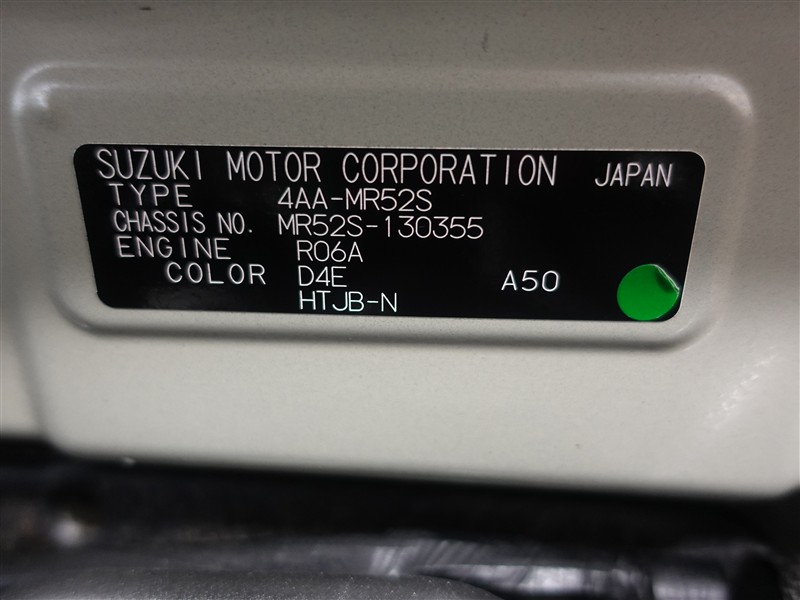 SUZUKI MOTOR CORPORATION JAPAN
TYPE 4AA-MR52S
CHASSIS NO. MR52S-130355
ENGINE R06A
COLOR D4E A50
HTJB-N